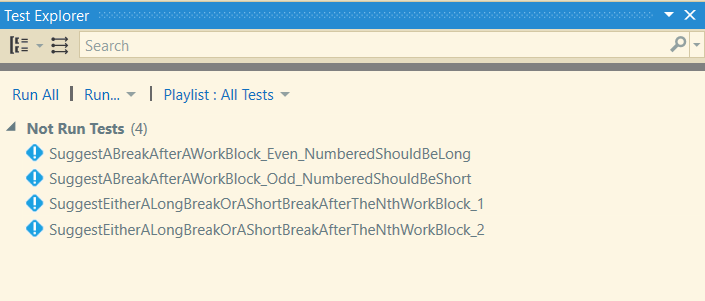 Test Explorer
Search
Run All | Run... | Playlist : All Tests
Not Run Tests (4)
SuggestABreakAfterAWorkBlock_Even_NumberedShouldBeLong
SuggestABreakAfterAWorkBlock_Odd_NumberedShouldBeShort
SuggestEitherALongBreakOrAShortBreakAfterTheNthWorkBlock_1
SuggestEitherALongBreakOrAShortBreakAfterTheNthWorkBlock_2